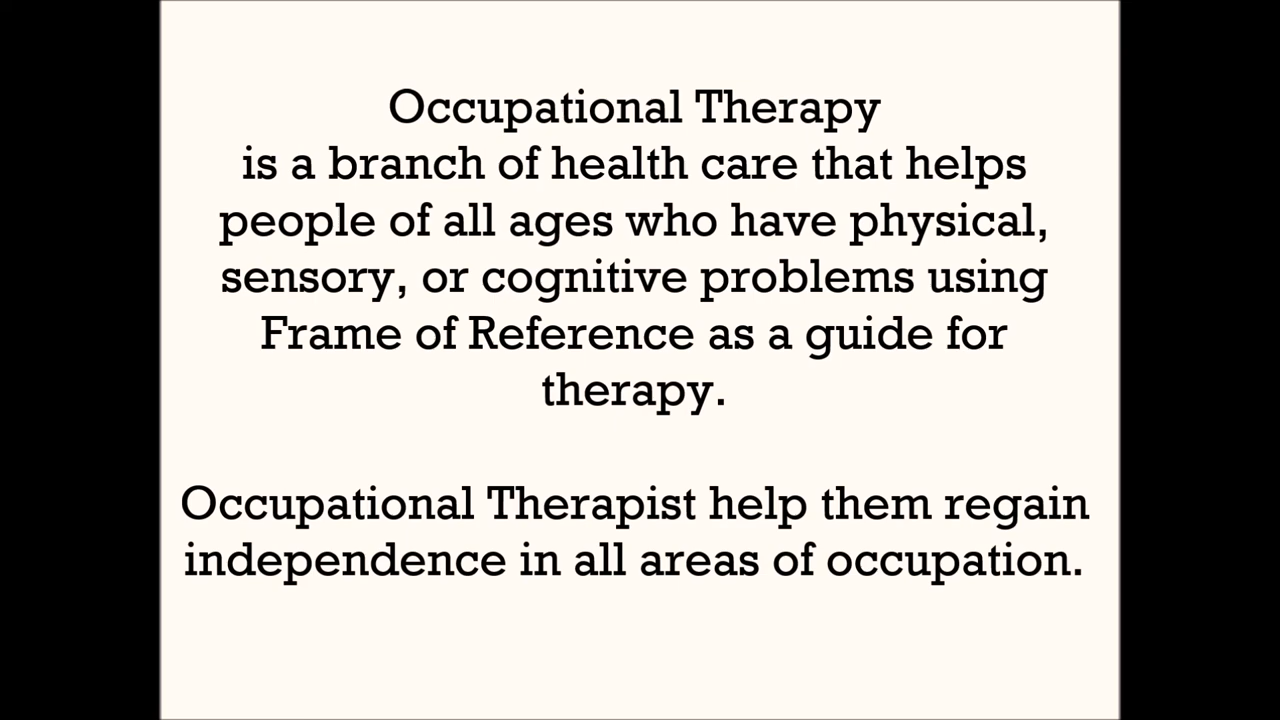 Occupational Therapy
is a branch of health care that helps
people of all ages who have physical,
sensory, or cognitive problems using
Frame of Reference as a guide for
therapy.
Occupational Therapist help them regain
independence in all areas of occupation.